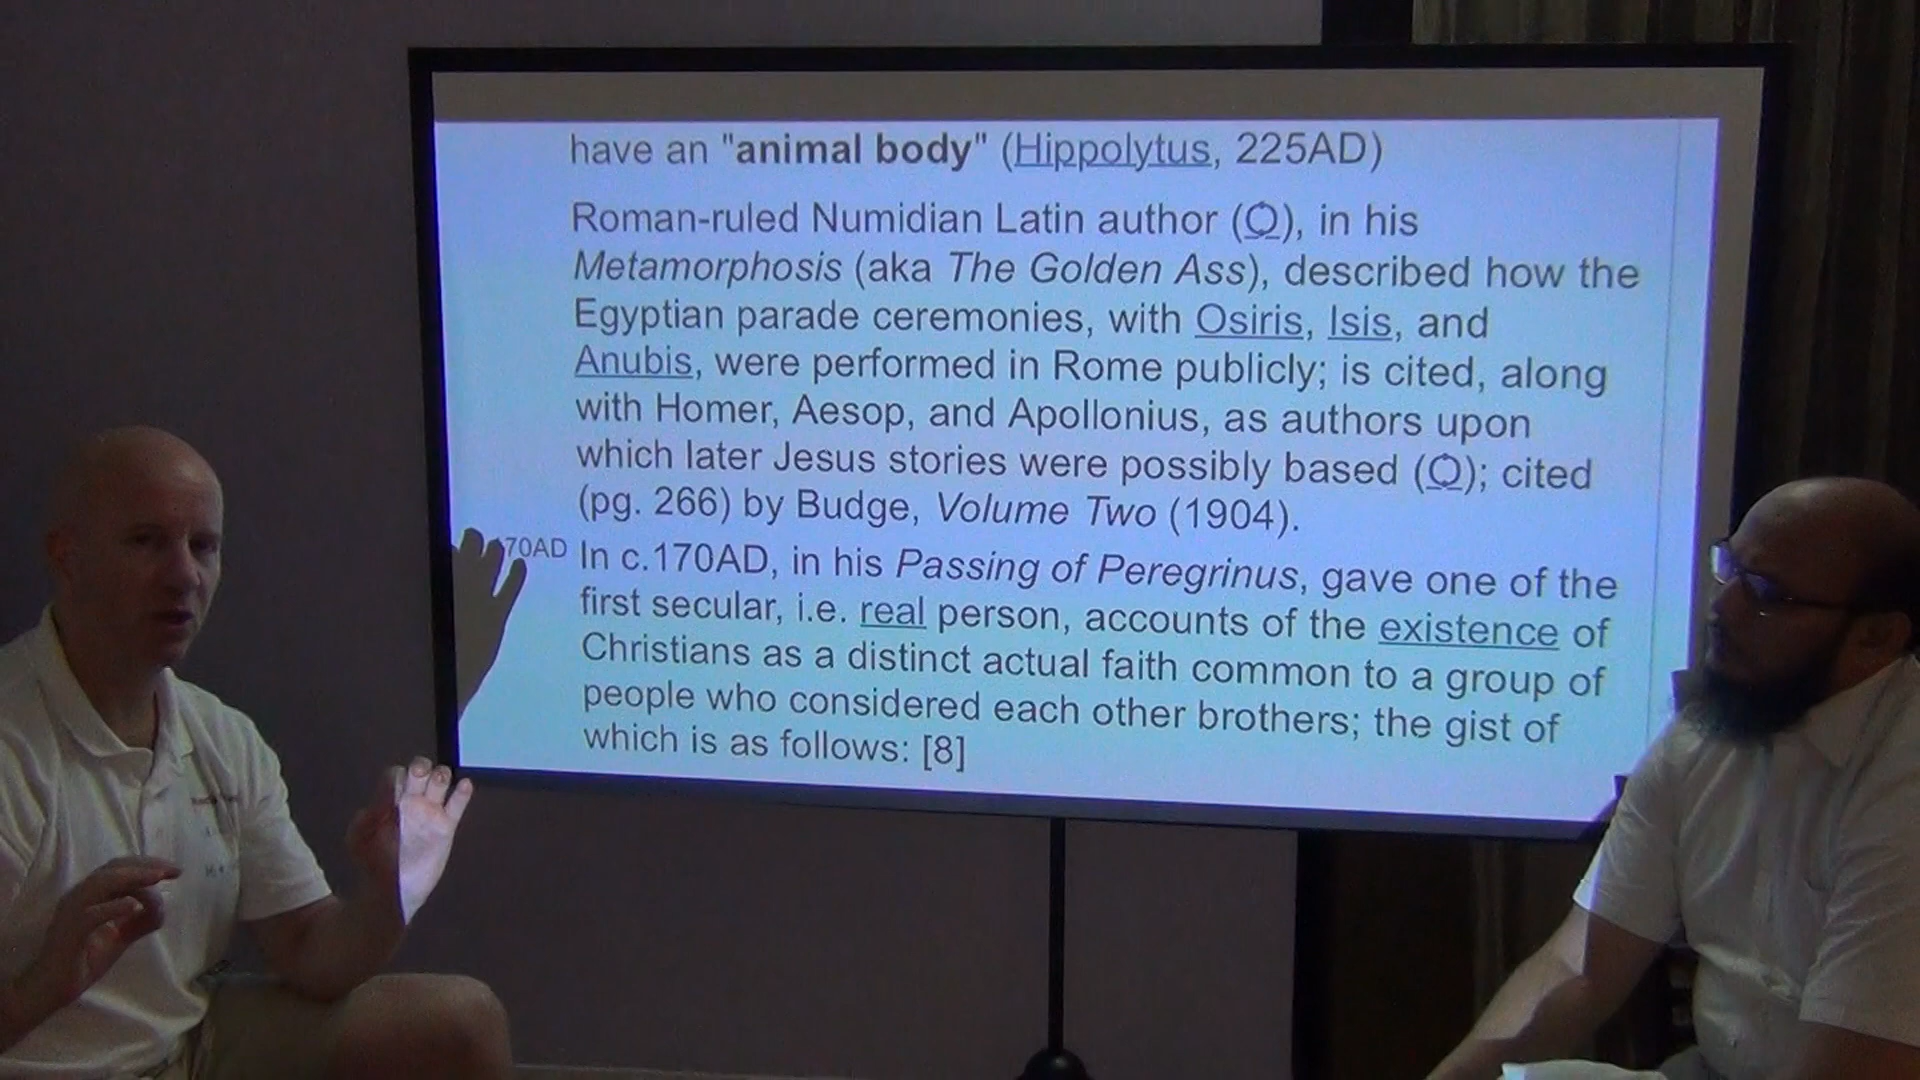 have an "animal body" (Hippolytus, 225AD)
Roman-ruled Numidian Latin author (Q), in his
Metamorphosis (aka The Golden Ass), described how the
Egyptian parade ceremonies, with Osiris, Isis, and
Anubis, were performed in Rome publicly; is cited, along
with Homer, Aesop, and Apollonius, as authors upon
which later Jesus stories were possibly based (Q); cited
(pg. 266) by Budge, Volume Two (1904).
70AD In c.170AD, in his Passing of Peregrinus, gave one of the
first secular, i.e. real person, accounts of the existence of
Christians as a distinct actual faith common to a group of
people who considered each other brothers; the gist of
which is as follows: [8]